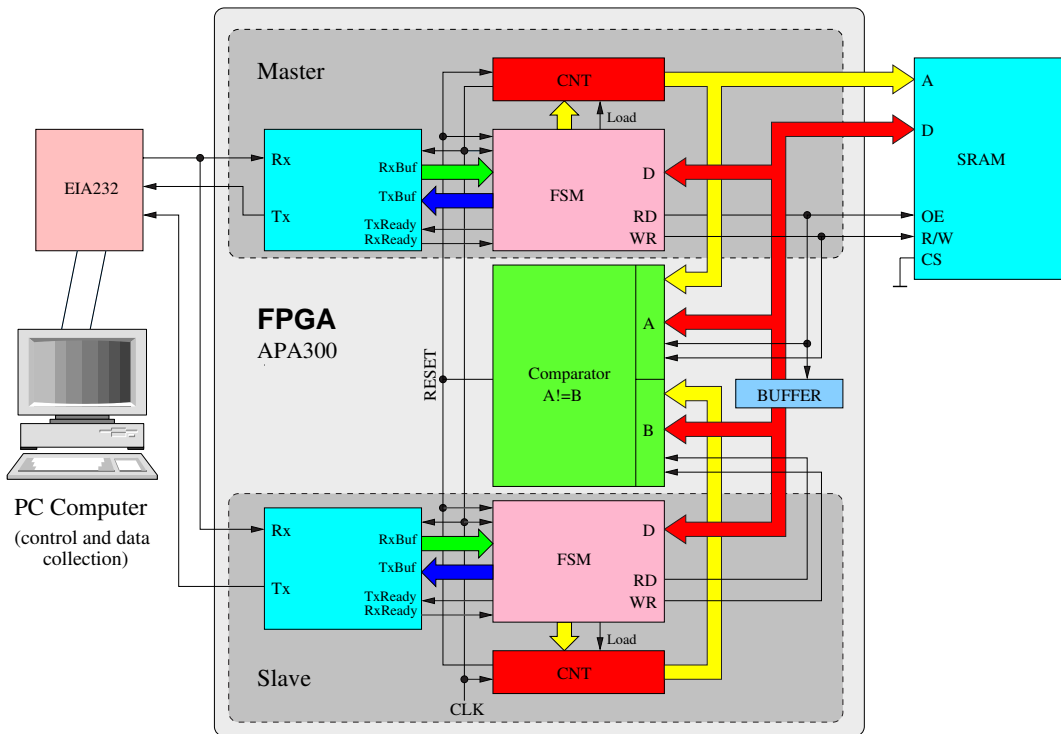 Master
CNT
A
Load
D
SRAM
Rx
RxBuf
D
EIA232
FSM
TxBuf
Tx
RD
OE
TxReady
WR
R/W
RxReady
CS
FPGA
APA300
RESET
A
Comparator
A!=B
BUFFER
B
PC Computer
(control and data
collection)
Rx
RxBuf
D
FSM
TxBuf
Tx
RD
TxReady
WR
RxReady
Load
Slave
CNT
CLK